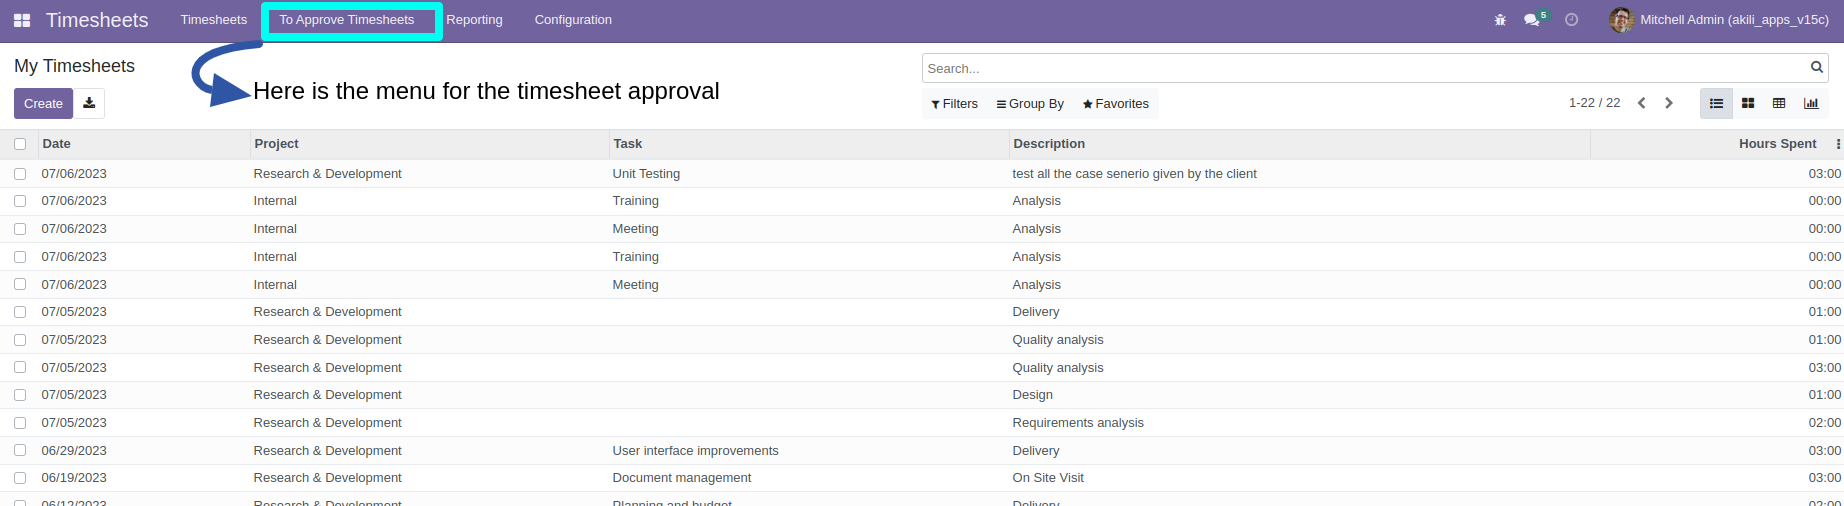 Timesheets Timesheets To Approve Timesheets Reporting Configuration 5 Mitchell Admin (akili_apps_v15c)
My Timesheets Search...
Here is the menu for the timesheet approval
Create Filters Group By Favorites 1-22 / 22
Date Project Task Description Hours Spent
07/06/2023 Research & Development Unit Testing test all the case senerio given by the client 03:00
07/06/2023 Internal Training Analysis 00:00
07/06/2023 Internal Meeting Analysis 00:00
07/06/2023 Internal Training Analysis 00:00
07/06/2023 Internal Meeting Analysis 00:00
07/05/2023 Research & Development Delivery 01:00
07/05/2023 Research & Development Quality analysis 01:00
07/05/2023 Research & Development Quality analysis 03:00
07/05/2023 Research & Development Design 01:00
07/05/2023 Research & Development Requirements analysis 02:00
06/29/2023 Research & Development User interface improvements Delivery 03:00
06/19/2023 Research & Development Document management On Site Visit 03:00
06/12/2023 Research & Development Planning and budget Delivery 02:00